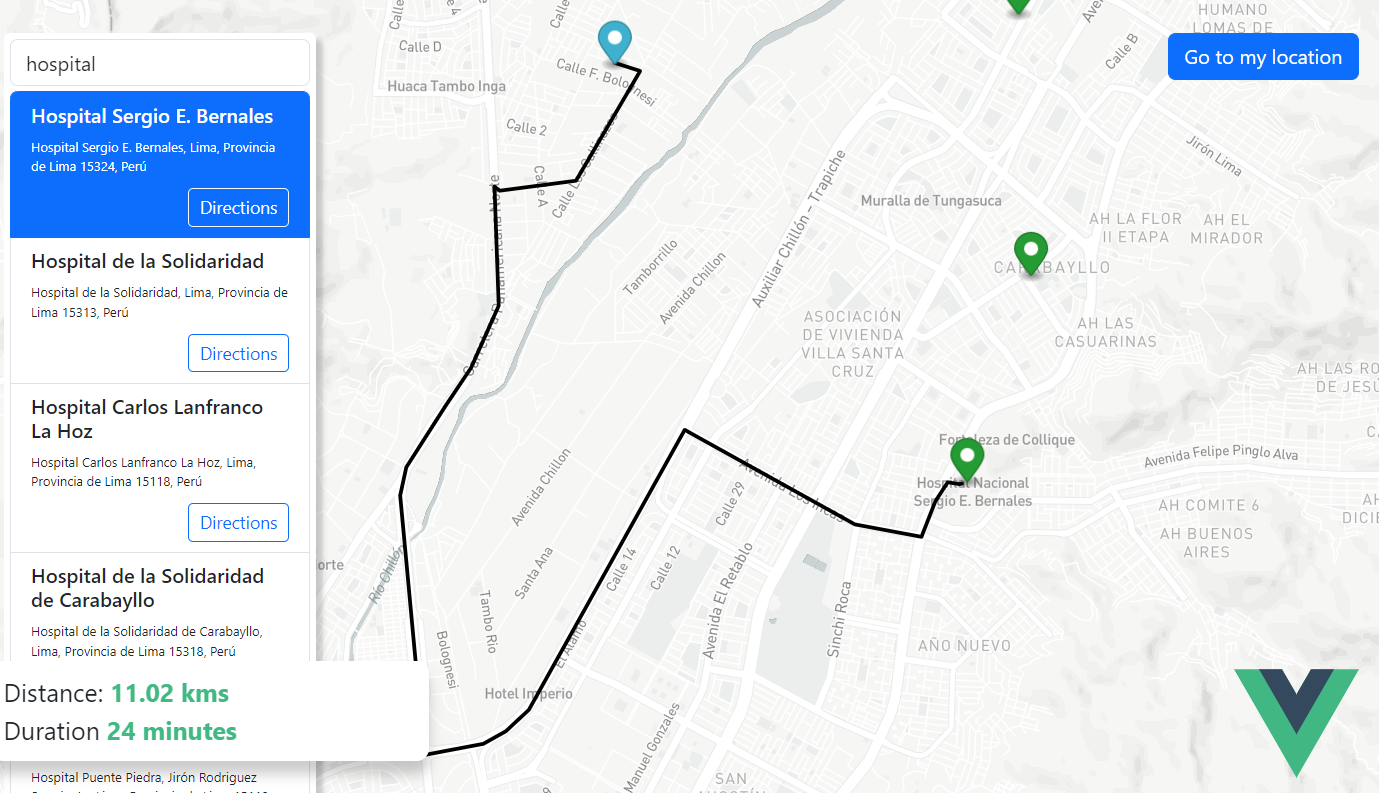 hospital
Hospital Sergio E. Bernales
Hospital Sergio E. Bernales, Lima, Provincia
de Lima 15324, Perú
Directions
Hospital de la Solidaridad
Hospital de la Solidaridad, Lima, Provincia de
Lima 15313, Perú
Directions
Hospital Carlos Lanfranco
La Hoz
Hospital Carlos Lanfranco La Hoz, Lima,
Provincia de Lima 15118, Perú
Directions
Hospital de la Solidaridad
de Carabayllo
Hospital de la Solidaridad de Carabayllo,
Lima, Provincia de Lima 15318, Perú
Distance: 11.02 kms
Duration 24 minutes
Hospital Puente Piedra, Jirón Rodriguez
Go to my location
HUMANO
LOMAS DE
Calle B
Calle D
Calle F. Bolognesi
Huaca Tambo Inga
Calle 2
Calle A
Jirón Lima
Auxiliar Chillón – Trapiche
Muralla de Tungasuca
AH LA FLOR
II ETAPA
AH EL
MIRADOR
Tamborrillo
Avenida Chillon
CARABAYLLO
ASOCIACIÓN
DE VIVIENDA
VILLA SANTA
CRUZ
AH LAS
CASUARINAS
AH LAS RO
DE JESÚ
Fortaleza de Collique
Avenida Felipe Pinglo Alva
Hospital Nacional
Sergio E. Bernales
Avenida Los Incas
Avenida Chillon
Calle 29
AH COMITE 6
AH BUENOS
AIRES
AH
DICIE
orte
Río Chillón
Santa Ana
Calle 14
Calle 12
Avenida El Retablo
Sinchi Roca
Tambo Rio
Bolognesi
El Alamo
AÑO NUEVO
Hotel Imperio
Manuel Gonzales
SAN